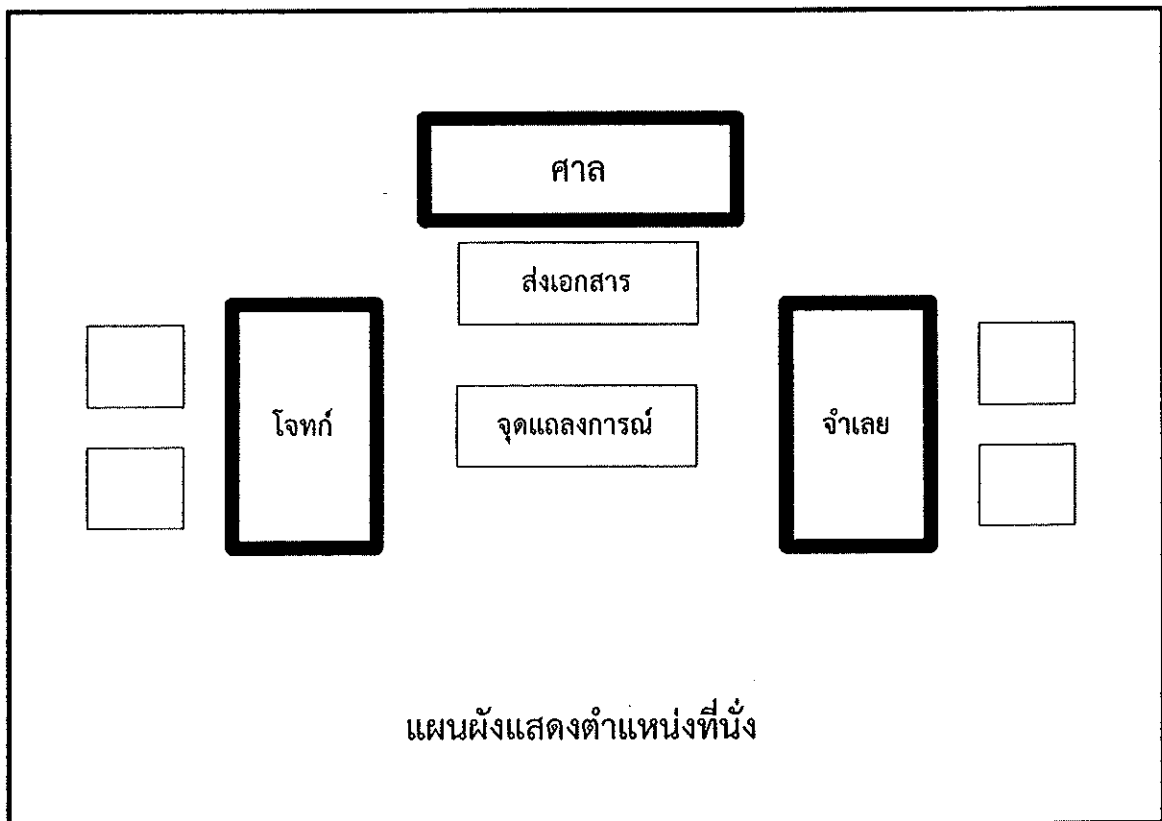 ศาล
ส่งเอกสาร
โจทก์
จุดแถลงการณ์
จำเลย
แผนผังแสดงตำแหน่งที่นั่ง